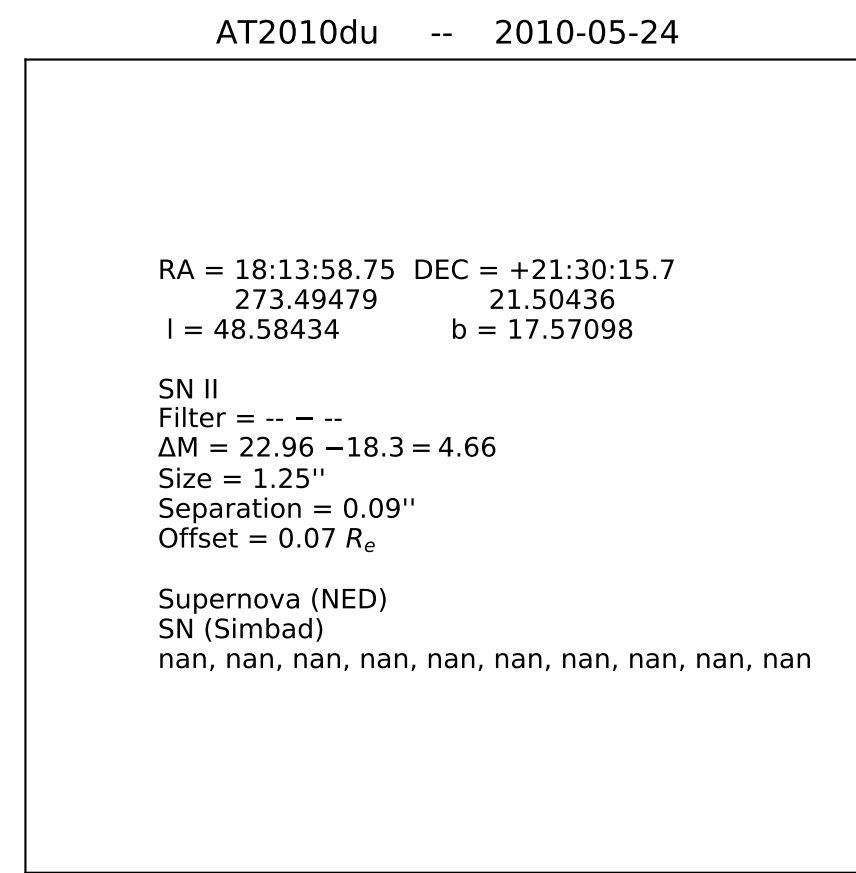 AT2010du -- 2010-05-24
RA = 18:13:58.75 DEC = +21:30:15.7
273.49479 21.50436
l = 48.58434 b = 17.57098
SN II
Filter = -- − --
ΔM = 22.96 −18.3 = 4.66
Size = 1.25''
Separation = 0.09''
Offset = 0.07 Re
Supernova (NED)
SN (Simbad)
nan, nan, nan, nan, nan, nan, nan, nan, nan, nan